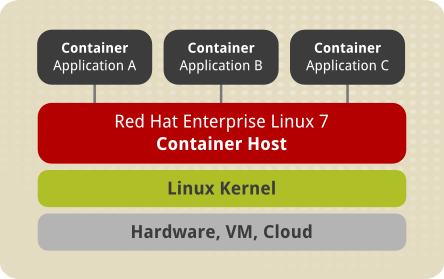 Container
Application A
Container
Application B
Container
Application C
Red Hat Enterprise Linux 7
Container Host
Linux Kernel
Hardware, VM, Cloud